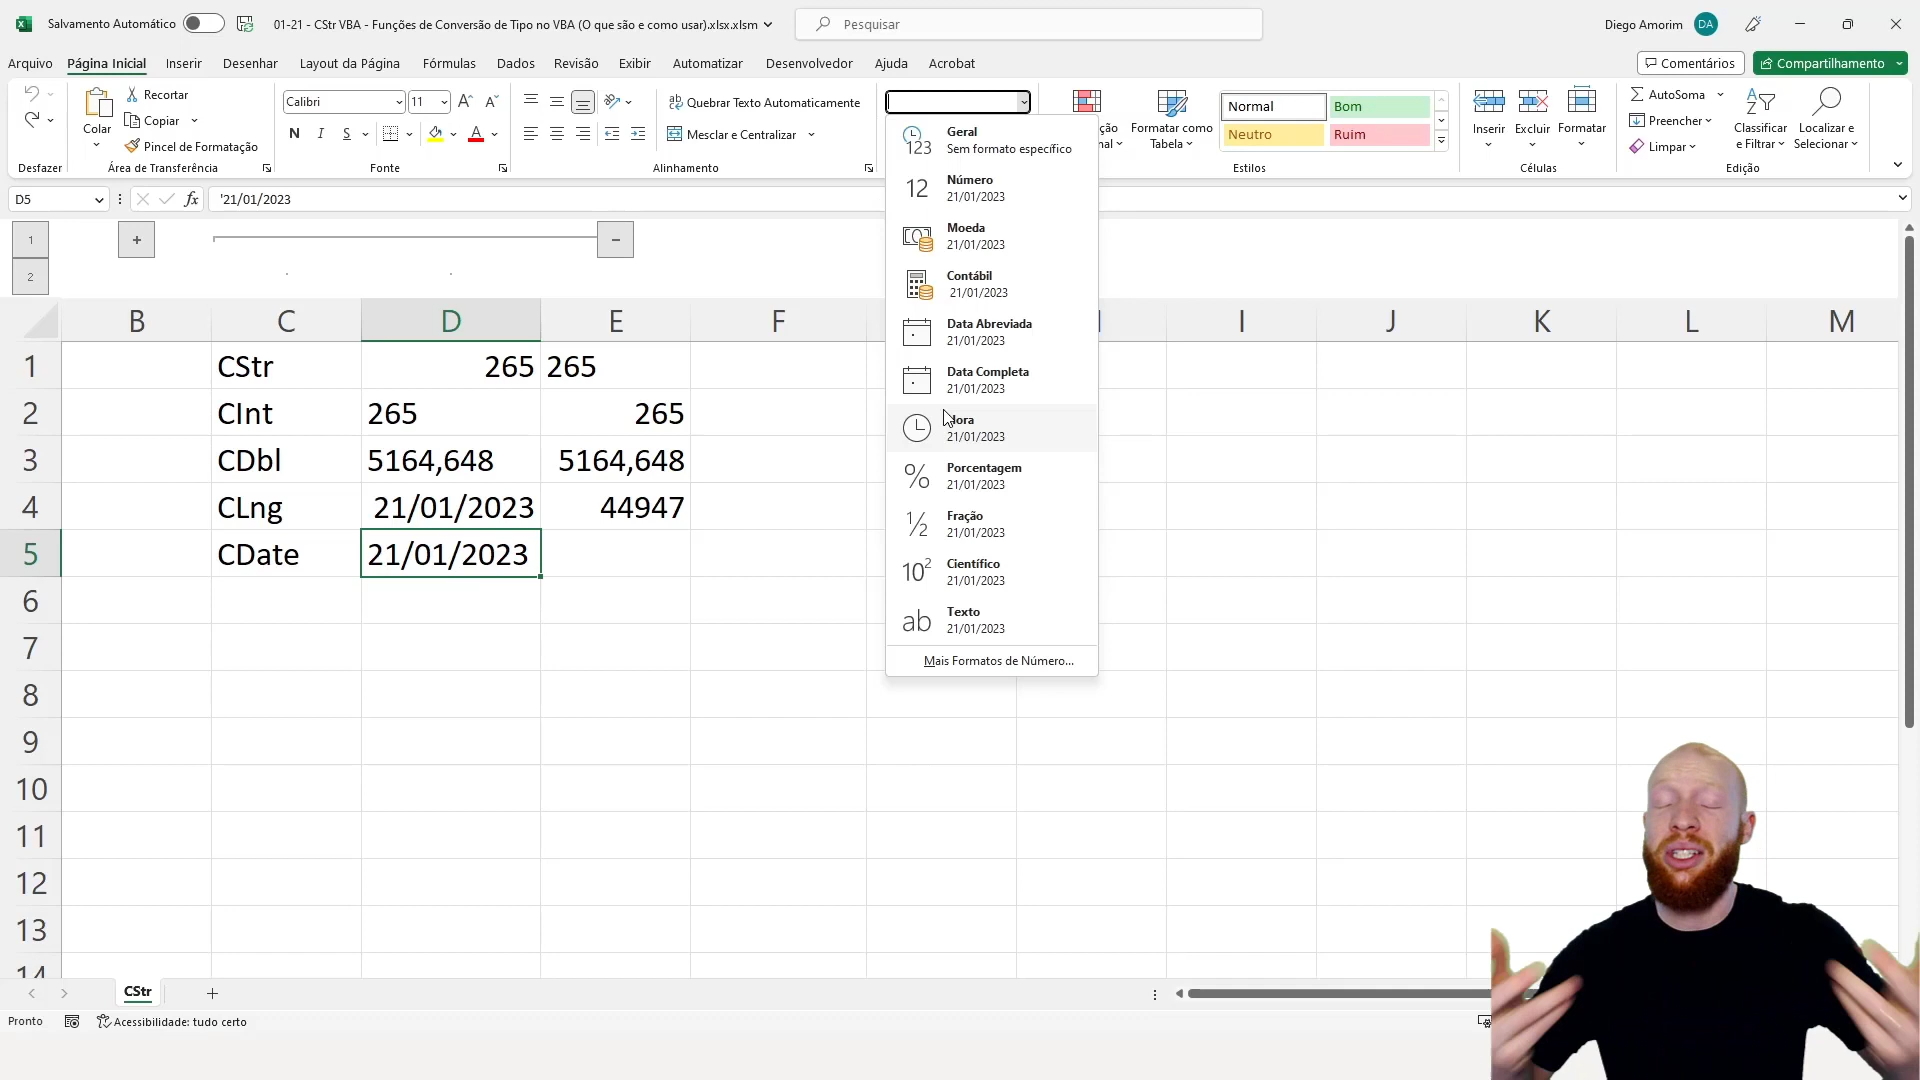 Salvamento Automático
01-21 - CStr VBA - Funções de Conversão de Tipo no VBA (O que são e como usar).xlsx.xlsm
Pesquisar
Diego Amorim
DA
Arquivo
Página Inicial
Inserir
Desenhar
Layout da Página
Fórmulas
Dados
Revisão
Exibir
Automatizar
Desenvolvedor
Ajuda
Acrobat
Comentários
Compartilhamento
Desfazer
Colar
Recortar
Copiar
Pincel de Formatação
Área de Transferência
Calibri
11
N I S
Fonte
Quebrar Texto Automaticamente
Mesclar e Centralizar
Alinhamento
Formatar como
Tabela
Normal
Bom
Neutro
Ruim
Estilos
Inserir
Excluir
Formatar
Células
AutoSoma
Preencher
Limpar
Classificar
e Filtrar
Localizar e
Selecionar
Edição
D5
fx
'21/01/2023
Geral
Sem formato específico
Número
21/01/2023
Moeda
21/01/2023
Contábil
21/01/2023
Data Abreviada
21/01/2023
Data Completa
21/01/2023
21/01/2023
Porcentagem
21/01/2023
Fração
21/01/2023
Científico
21/01/2023
Texto
21/01/2023
Mais Formatos de Número...
1
2
B C D E F I J K L M
1 CStr 265 265
2 CInt 265 265
3 CDbl 5164,648 5164,648
4 CLng 21/01/2023 44947
5 CDate 21/01/2023
6
7
8
9
10
11
12
13
14
CStr
Pronto
Acessibilidade: tudo certo